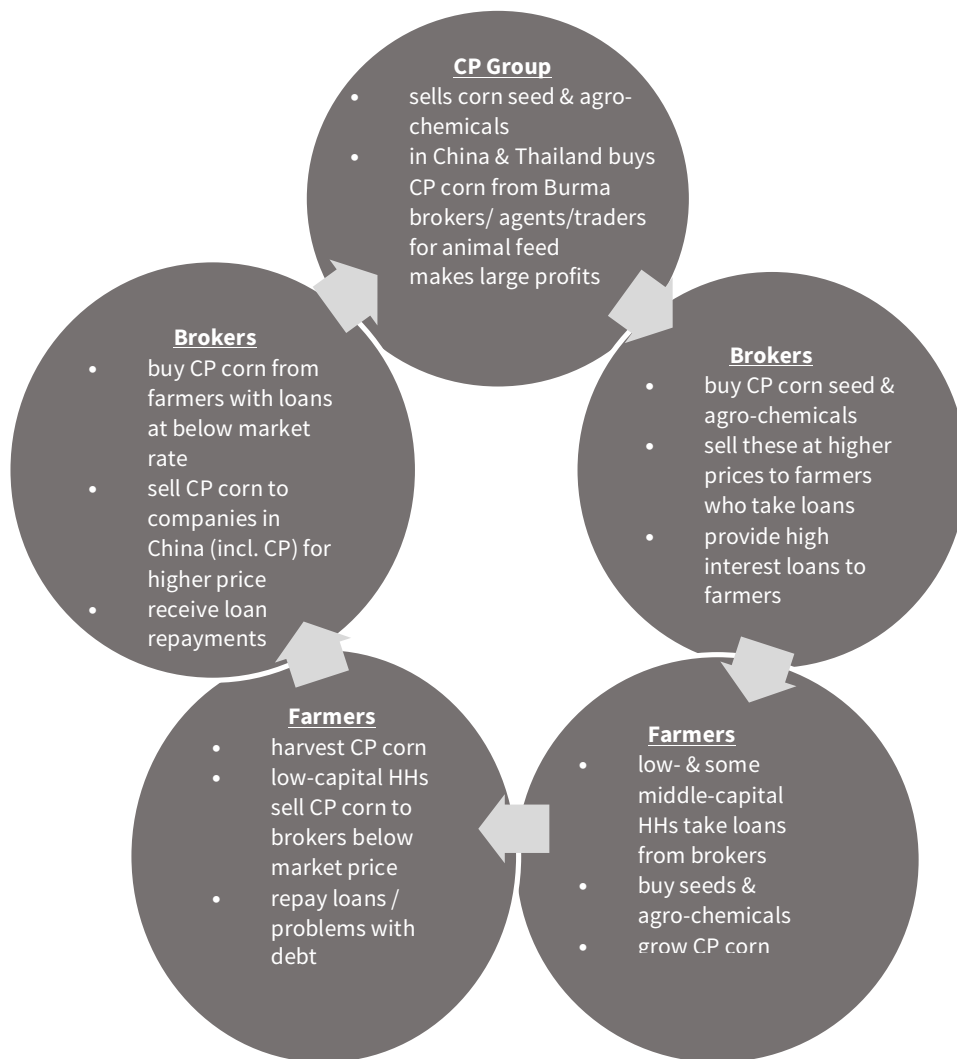 CP Group
• sells corn seed & agro-
chemicals
• in China & Thailand buys
CP corn from Burma
brokers/ agents/traders
for animal feed
makes large profits
Brokers
• buy CP corn seed &
agro-chemicals
• sell these at higher
prices to farmers
who take loans
• provide high
interest loans to
farmers
Farmers
• low- & some
middle-capital
HHs take loans
from brokers
• buy seeds &
agro-chemicals
• grow CP corn
Farmers
• harvest CP corn
• low-capital HHs
sell CP corn to
brokers below
market price
• repay loans /
problems with
debt
Brokers
• buy CP corn from
farmers with loans
at below market
rate
• sell CP corn to
companies in
China (incl. CP) for
higher price
• receive loan
repayments